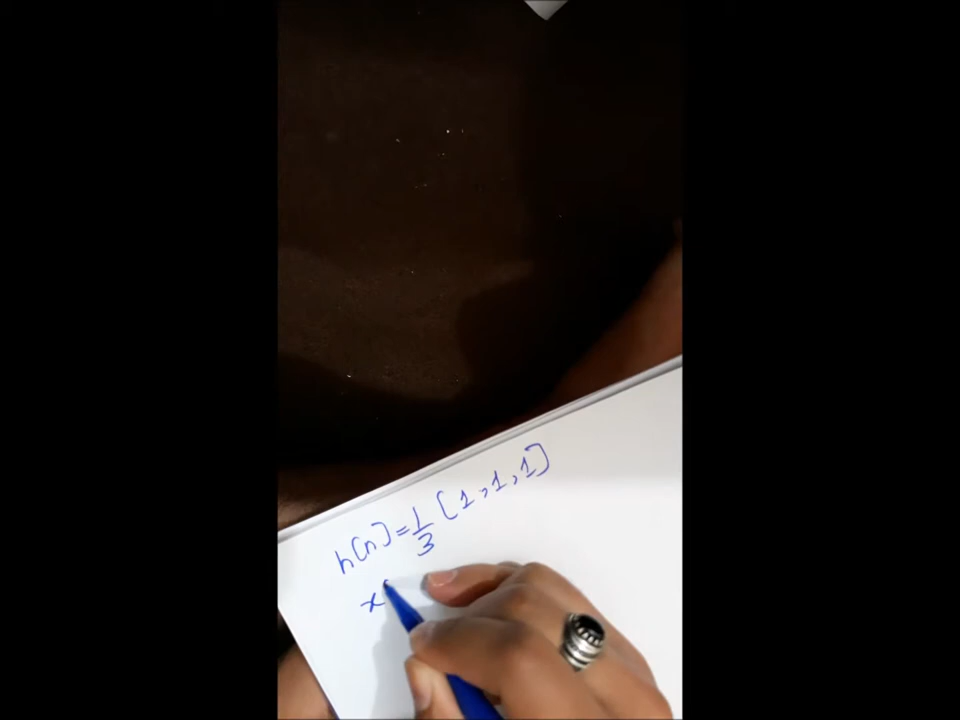 h[n] = 1/3 [1, 1, 1]
x[